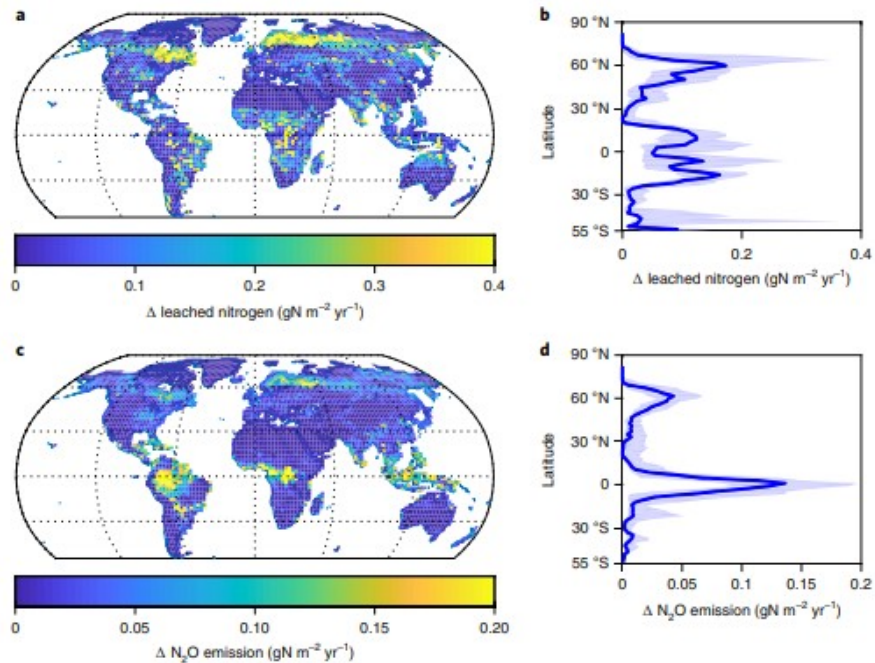 a
0
0.1
0.2
0.3
0.4
Δ leached nitrogen (gN m⁻² yr⁻¹)
b
90 °N
60 °N
30 °N
0
30 °S
55 °S
Latitude
0
0.2
0.4
Δ leached nitrogen (gN m⁻² yr⁻¹)
c
0
0.05
0.10
0.15
0.20
Δ N₂O emission (gN m⁻² yr⁻¹)
d
90 °N
60 °N
30 °N
0
30 °S
55 °S
Latitude
0
0.05
0.1
0.15
0.2
Δ N₂O emission (gN m⁻² yr⁻¹)